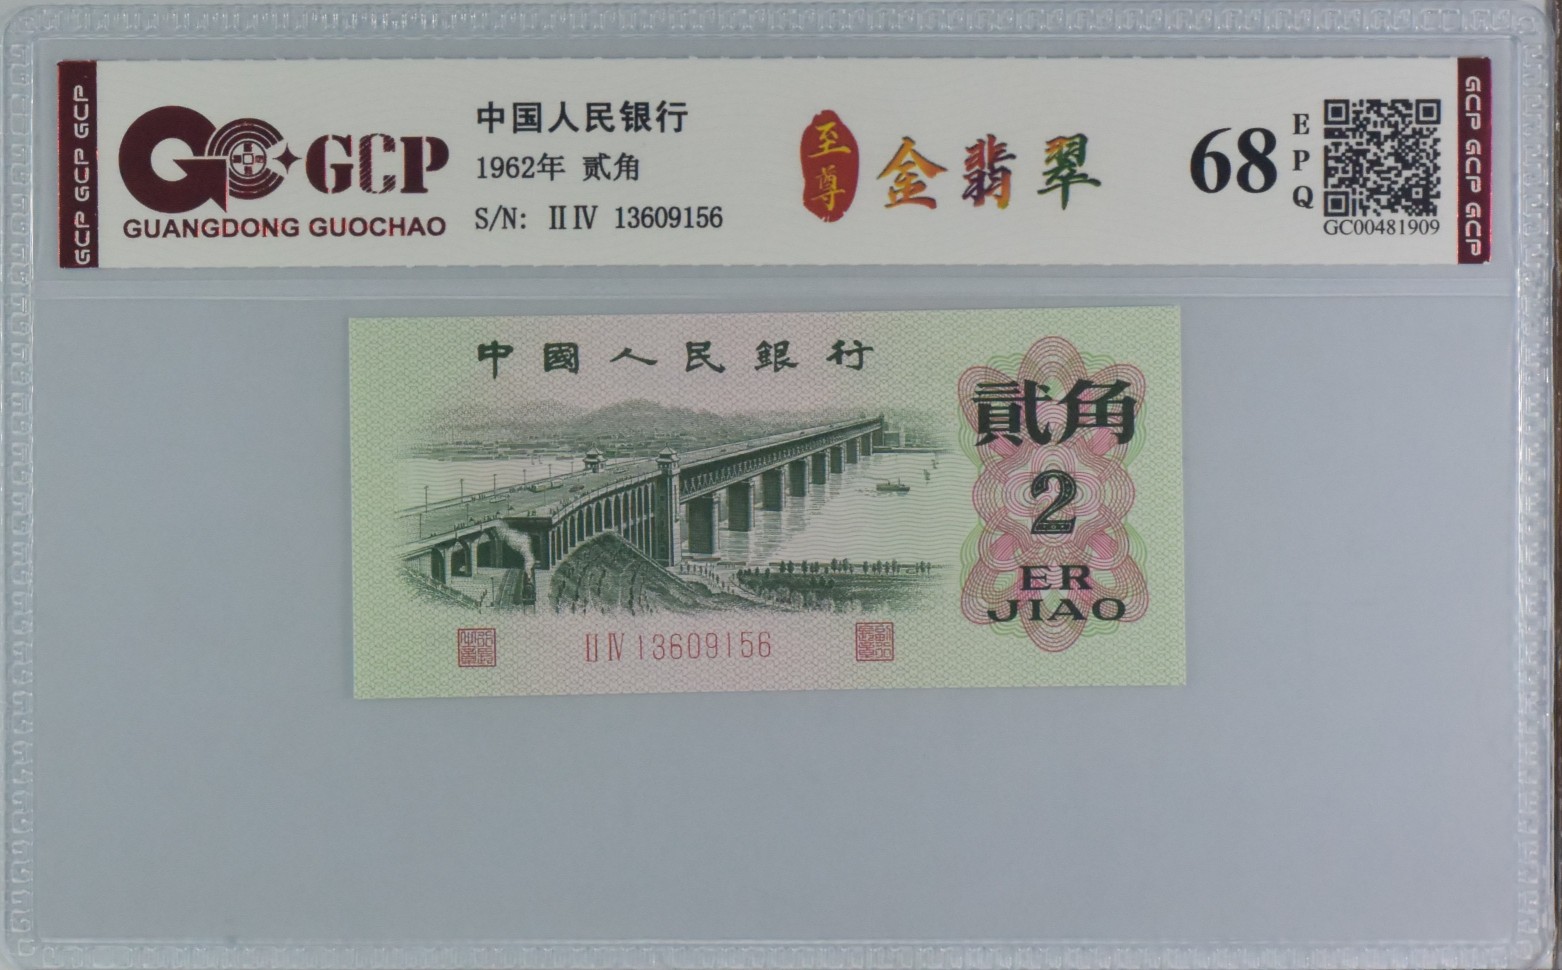 GCP GCP GCP
GCP
GUANGDONG GUOCHAO
中国人民银行
1962年 贰角
S/N: ⅡⅣ 13609156
至尊
金翡翠
68
EPQ
GC00481909
GCP GCP GCP
中國人民銀行
貳角
2
ER
JIAO
ⅡⅣ 13609156